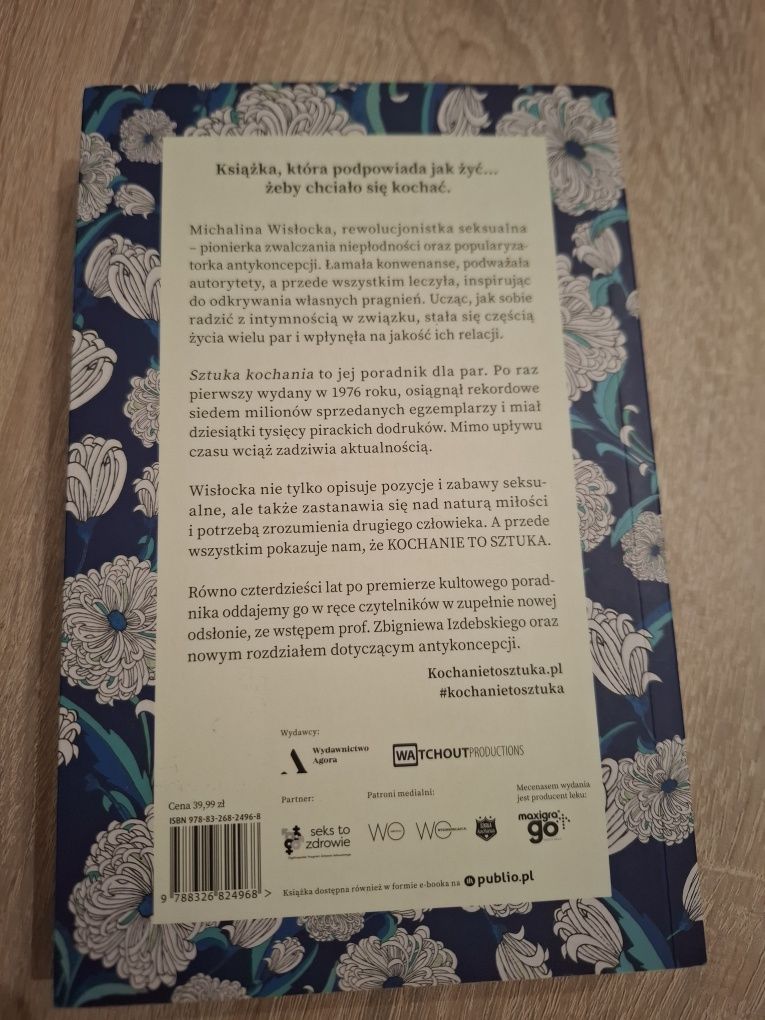 Książka, która podpowiada jak żyć...
żeby chciało się kochać.
Michalina Wisłocka, rewolucjonistka seksualna
– pionierka zwalczania niepłodności oraz popularyza-
torka antykoncepcji. Łamała konwenanse, podważała
autorytety, a przede wszystkim leczyła, inspirując
do odkrywania własnych pragnień. Ucząc, jak sobie
radzić z intymnością w związku, stała się częścią
życia wielu par i wpłynęła na jakość ich relacji.
Sztuka kochania to jej poradnik dla par. Po raz
pierwszy wydany w 1976 roku, osiągnął rekordowe
siedem milionów sprzedanych egzemplarzy i miał
dziesiątki tysięcy pirackich dodruków. Mimo upływu
czasu wciąż zadziwia aktualnością.
Wisłocka nie tylko opisuje pozycje i zabawy seksu-
alne, ale także zastanawia się nad naturą miłości
i potrzebą zrozumienia drugiego człowieka. A przede
wszystkim pokazuje nam, że KOCHANIE TO SZTUKA.
Równo czterdzieści lat po premierze kultowego porad-
nika oddajemy go w ręce czytelników w zupełnie nowej
odsłonie, ze wstępem prof. Zbigniewa Izdebskiego oraz
nowym rozdziałem dotyczącym antykoncepcji.
Kochanietosztuka.pl
#kochanietosztuka
Wydawcy:
Wydawnictwo
Agora
WATCHOUTPRODUCTIONS
Cena 39,99 zł
ISBN 978-83-268-2496-8
9 788326 824968 >
Partner:
seks to
zdrowie
Patroni medialni:
WO WO
Mecenasem wydania
jest producent leku:
maxigra
go
Książka dostępna również w formie e-booka na publio.pl